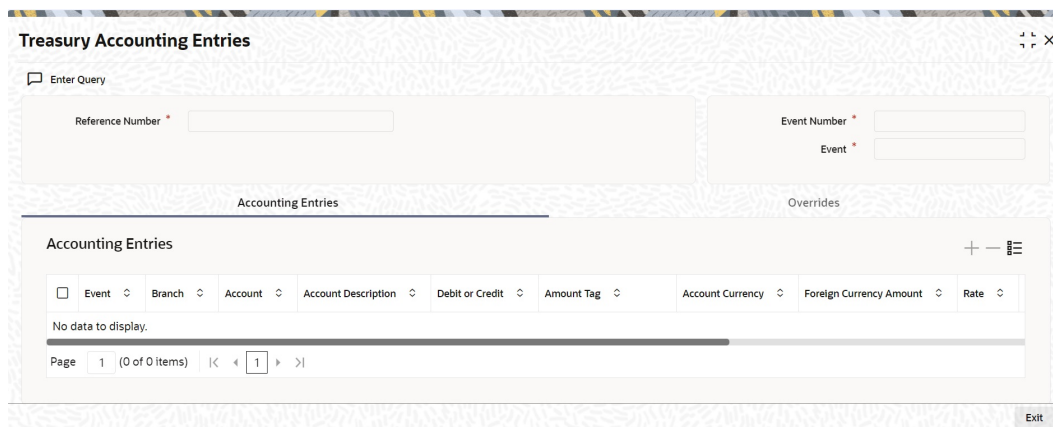 Treasury Accounting Entries
Enter Query
Reference Number *
Event Number *
Event *
Accounting Entries Overrides
Accounting Entries
Event Branch Account Account Description Debit or Credit Amount Tag Account Currency Foreign Currency Amount Rate
No data to display.
Page 1 (0 of 0 items) 1
Exit